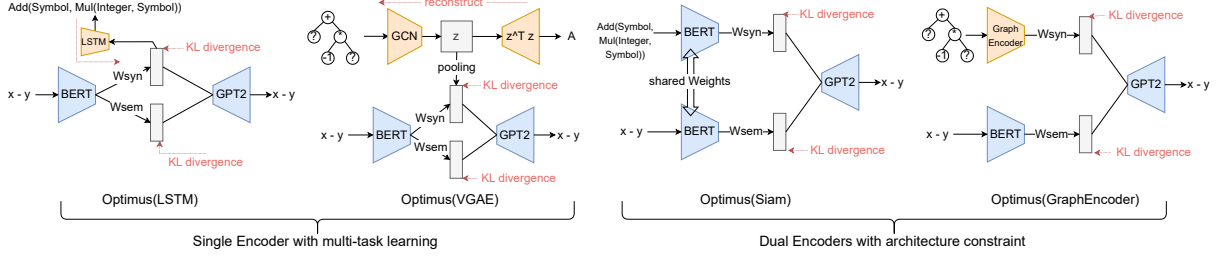 Add(Symbol, Mul(Integer, Symbol))
LSTM
KL divergence
x - y
BERT
Wsyn
Wsem
GPT2
x - y
KL divergence
Optimus(LSTM)
reconstruct
+
?
*
-1
?
GCN
z
z^T z
A
pooling
KL divergence
x - y
BERT
Wsyn
Wsem
GPT2
x - y
KL divergence
Optimus(VGAE)
Single Encoder with multi-task learning
Add(Symbol,
Mul(Integer,
Symbol))
BERT
Wsyn
KL divergence
shared Weights
GPT2
x - y
x - y
BERT
Wsem
KL divergence
Optimus(Siam)
+
?
*
-1
?
Graph
Encoder
Wsyn
KL divergence
GPT2
x - y
x - y
BERT
Wsem
KL divergence
Optimus(GraphEncoder)
Dual Encoders with architecture constraint